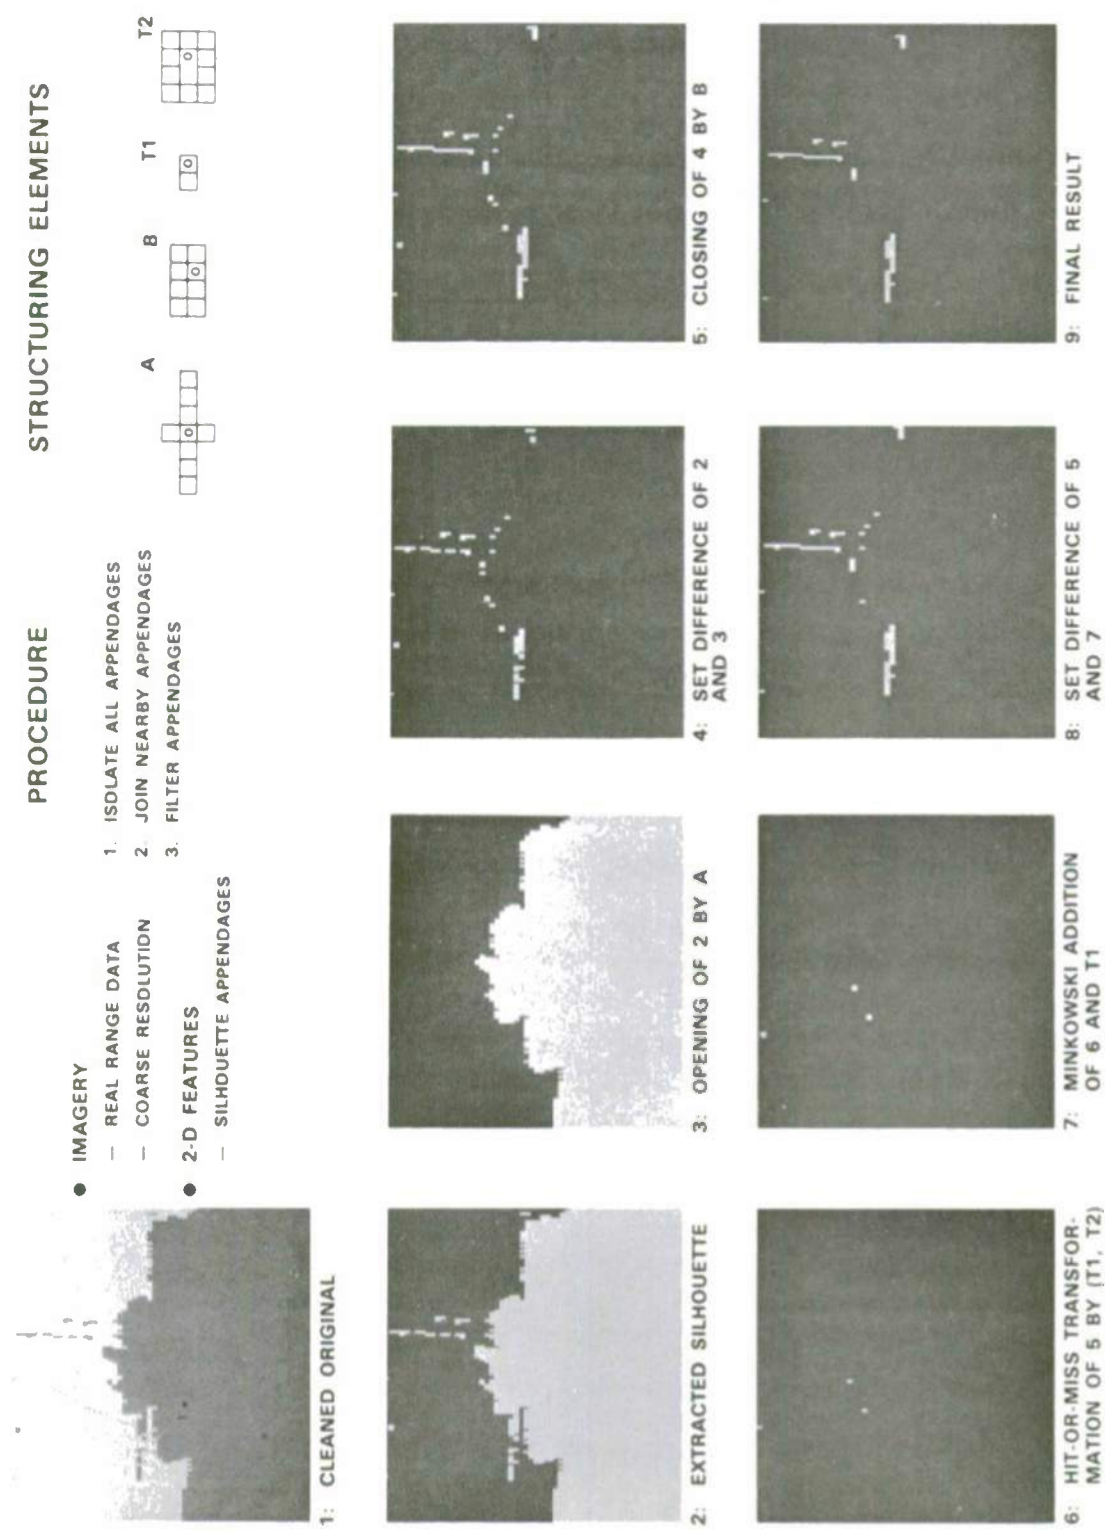 PROCEDURE
STRUCTURING ELEMENTS
● IMAGERY
— REAL RANGE DATA
— COARSE RESDLUTION
● 2-D FEATURES
— SILHDUETTE APPENDAGES
1. ISDLATE ALL APPENDAGES
2. JOIN NEARBY APPENDAGES
3. FILTER APPENDAGES
A
B
T1
T2
1: CLEANED ORIGINAL
2: EXTRACTED SILHOUETTE
3: OPENING OF 2 BY A
4: SET DIFFERENCE OF 2
AND 3
5: CLOSING OF 4 BY B
6: HIT-OR-MISS TRANSFOR-
MATION OF 5 BY (T1, T2)
7: MINKOWSKI ADDITION
OF 6 AND T1
8: SET DIFFERENCE OF 5
AND 7
9: FINAL RESULT